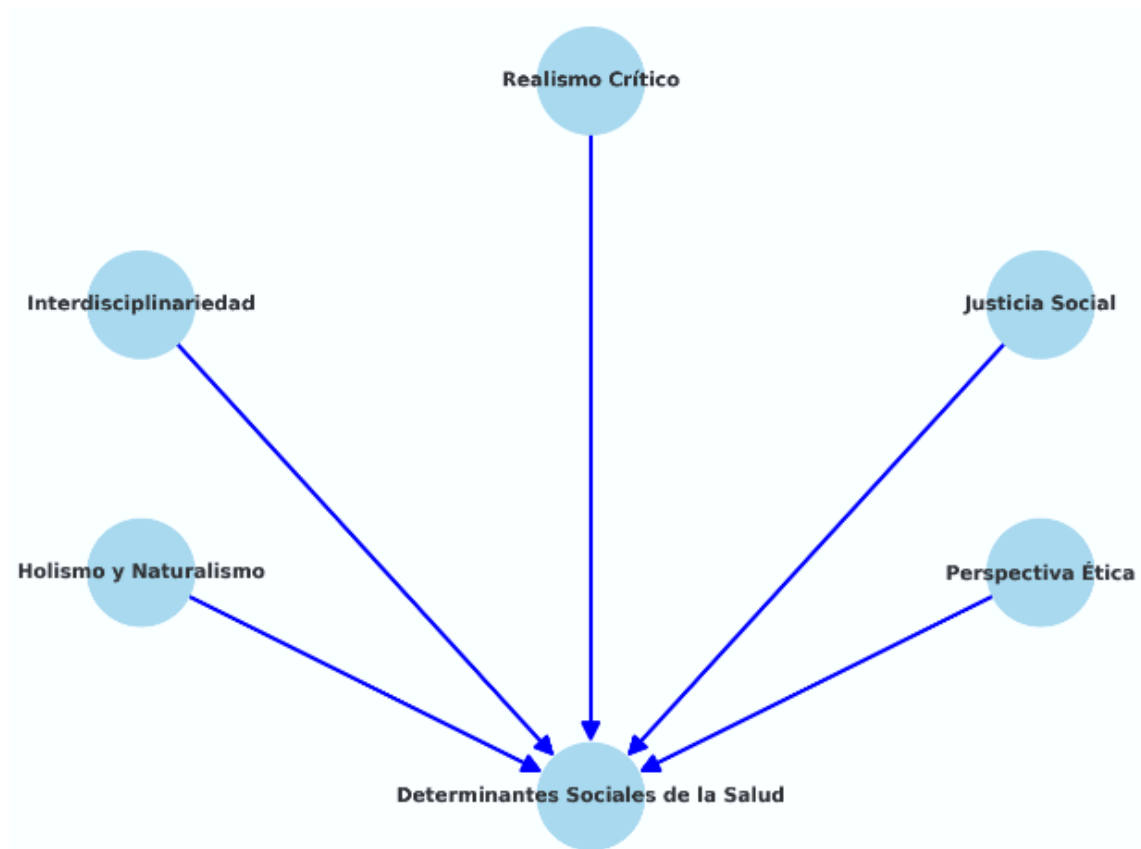 Realismo Crítico
Interdisciplinariedad
Justicia Social
Holismo y Naturalismo
Perspectiva Ética
Determinantes Sociales de la Salud